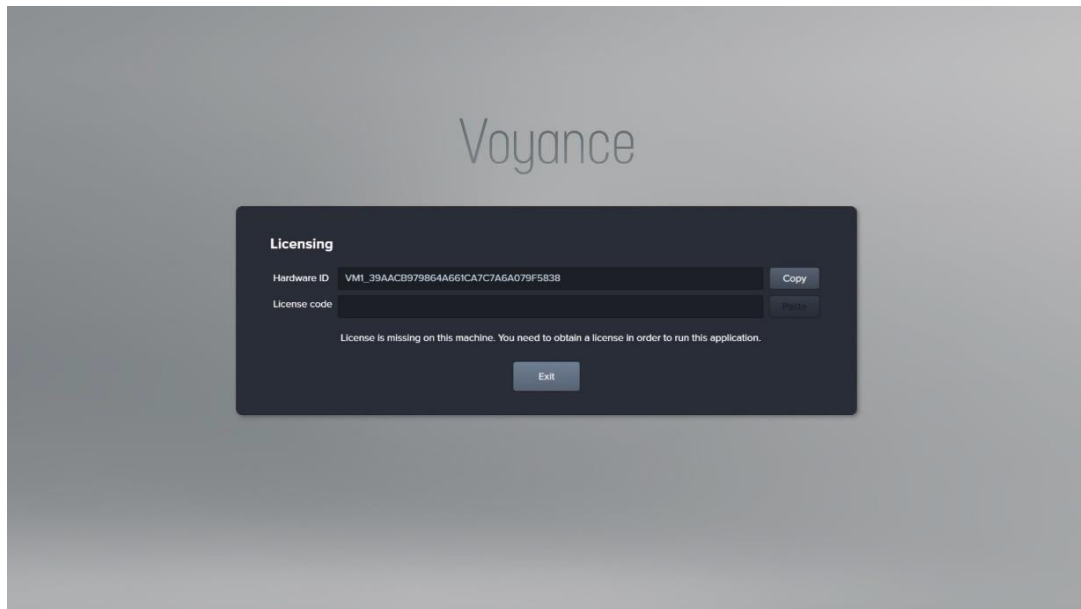 Voyance
Licensing
Hardware ID VM1_39AACB979864A661CA7C7A6A079F5838 Copy
License code Paste
License is missing on this machine. You need to obtain a license in order to run this application.
Exit